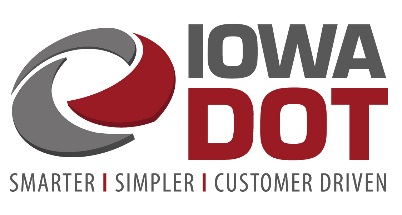 IOWA
DOT
SMARTER | SIMPLER | CUSTOMER DRIVEN